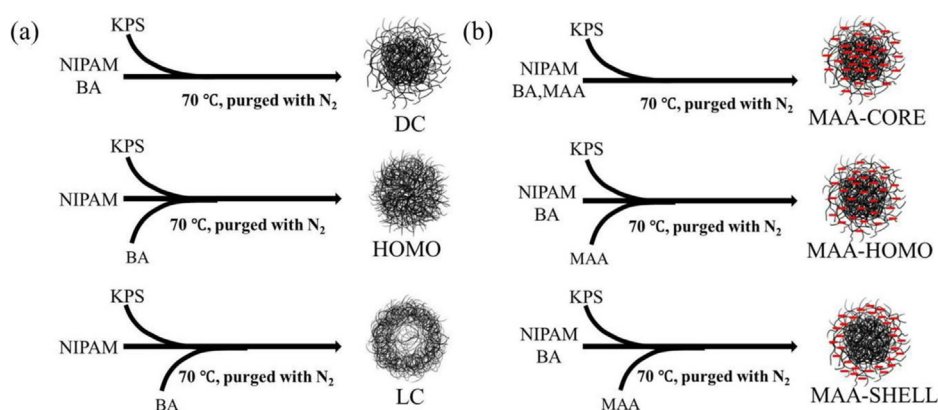 (a)
KPS
NIPAM
BA
70 ℃, purged with N₂
DC
KPS
NIPAM
70 ℃, purged with N₂
BA
HOMO
KPS
NIPAM
70 ℃, purged with N₂
BA
LC
(b)
KPS
NIPAM
BA,MAA
70 ℃, purged with N₂
MAA-CORE
KPS
NIPAM
BA
70 ℃, purged with N₂
MAA
MAA-HOMO
KPS
NIPAM
BA
70 ℃, purged with N₂
MAA
MAA-SHELL